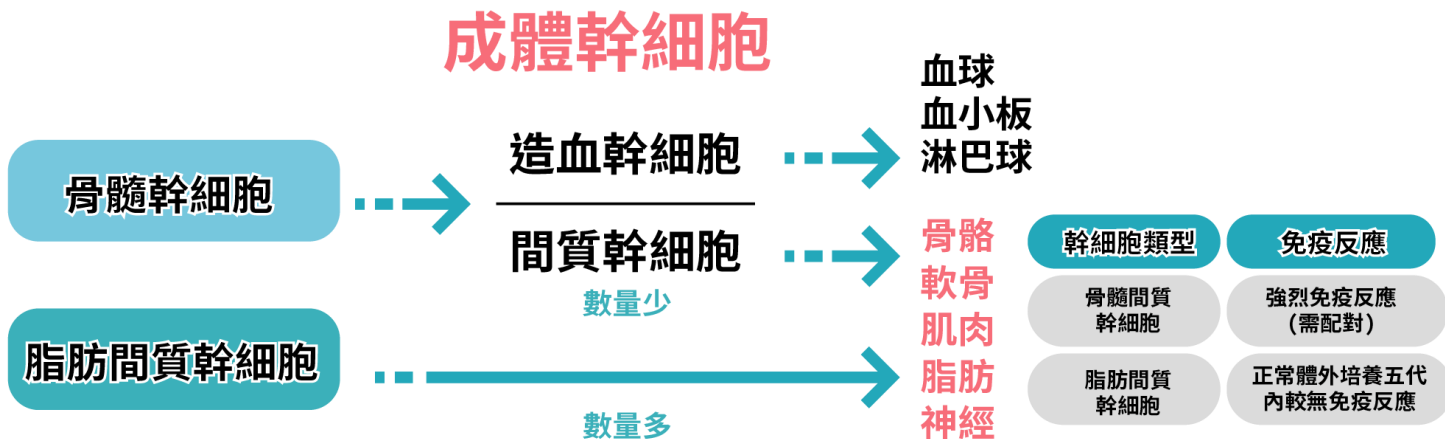 成體幹細胞
骨髓幹細胞
造血幹細胞
血球
血小板
淋巴球
間質幹細胞
數量少
脂肪間質幹細胞
數量多
骨骼
軟骨
肌肉
脂肪
神經
幹細胞類型
免疫反應
骨髓間質
幹細胞
強烈免疫反應
(需配對)
脂肪間質
幹細胞
正常體外培養五代
內較無免疫反應